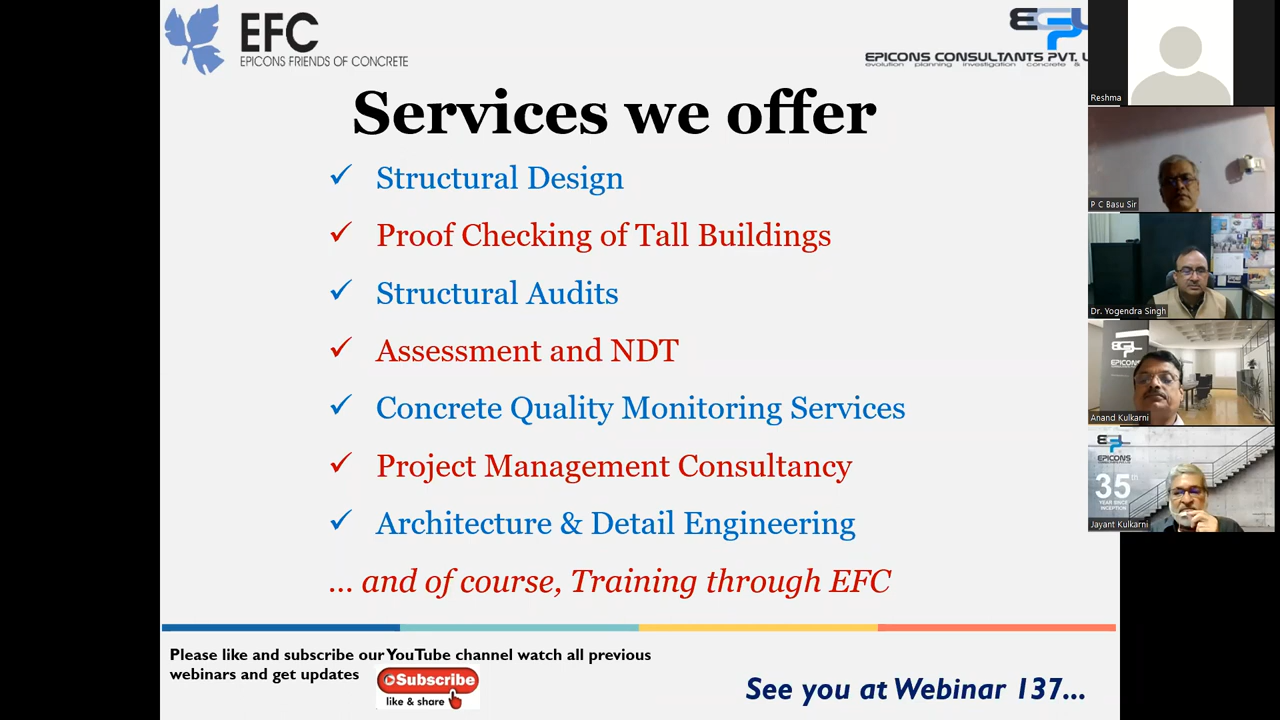 EFC
EPICONS FRIENDS OF CONCRETE
EPICONS CONSULTANTS PVT.
evolution planning investigation concrete &
Services we offer
✓ Structural Design
✓ Proof Checking of Tall Buildings
✓ Structural Audits
✓ Assessment and NDT
✓ Concrete Quality Monitoring Services
✓ Project Management Consultancy
✓ Architecture & Detail Engineering
... and of course, Training through EFC
Please like and subscribe our YouTube channel watch all previous
webinars and get updates
Subscribe
like & share
See you at Webinar 137...
Reshma
P C Basu Sir
Dr. Yogendra Singh
EPICONS
Anand Kulkarni
EPICONS
35th
YEAR SINCE
INCEPTION
Jayant Kulkarni